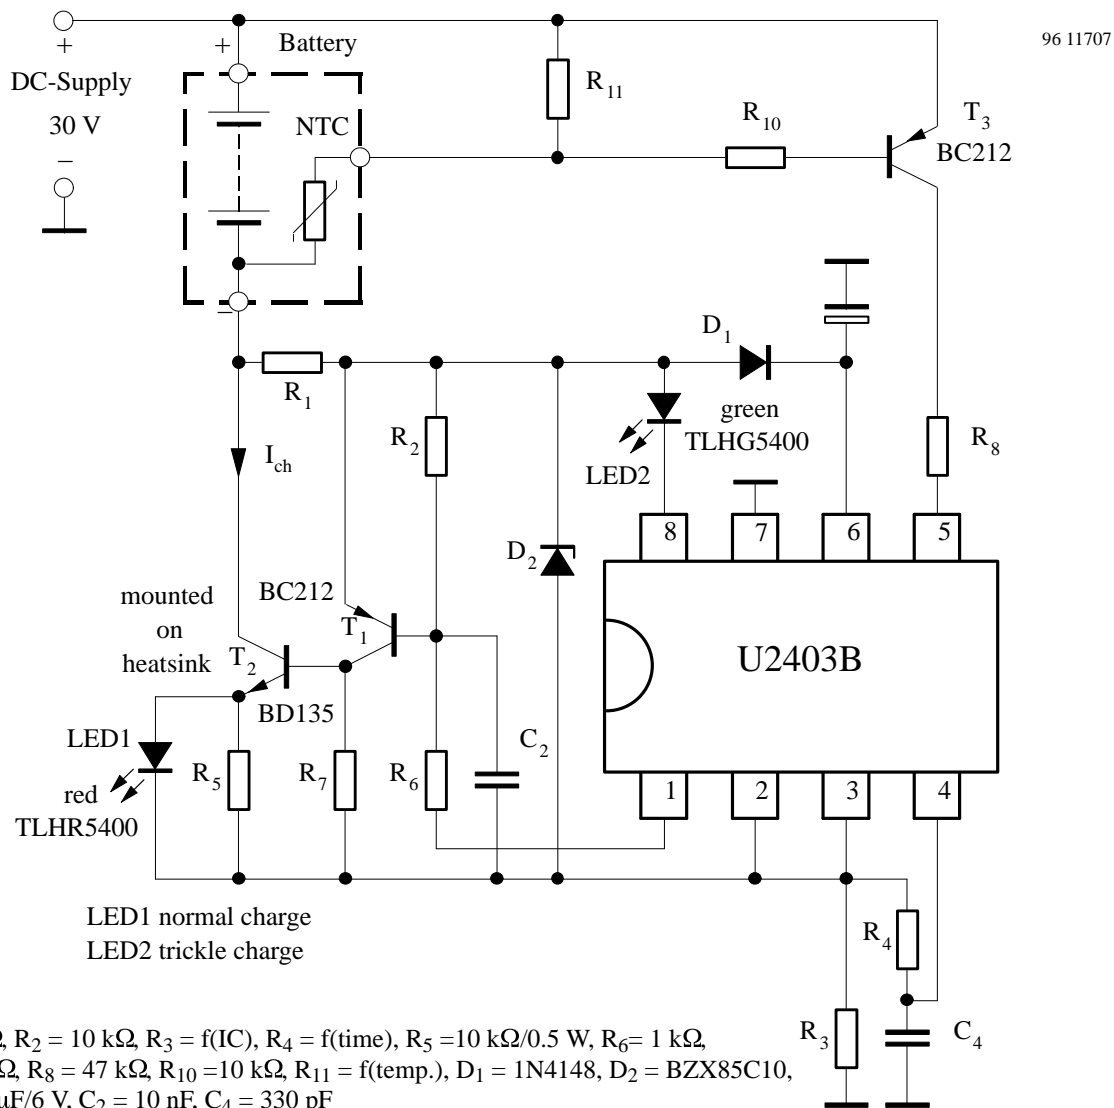 96 11707
+
Battery
+
DC-Supply
30 V
−
NTC
R11
R10
T3
BC212
−
D1
R1
green
TLHG5400
R2
R8
Ich
LED2
8
7
6
5
D2
BC212
mounted
on
heatsink
T1
T2
U2403B
BD135
LED1
C2
R5
R7
R6
red
TLHR5400
1
2
3
4
LED1 normal charge
LED2 trickle charge
R4
R3
C4
Ω, R2 = 10 kΩ, R3 = f(IC), R4 = f(time), R5 =10 kΩ/0.5 W, R6= 1 kΩ,
Ω, R8 = 47 kΩ, R10 =10 kΩ, R11 = f(temp.), D1 = 1N4148, D2 = BZX85C10,
µF/6 V, C2 = 10 nF, C4 = 330 pF